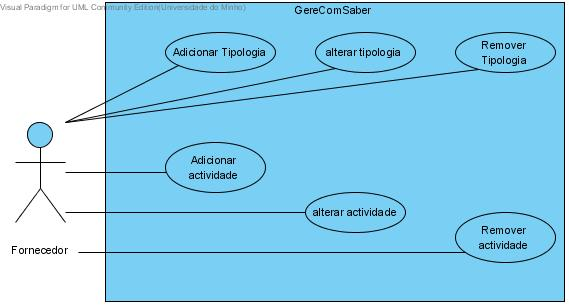 Visual Paradigm for UML Community Edition(Universidade do Minho)
GereComSaber
Adicionar Tipologia
alterar tipologia
Remover
Tipologia
Adicionar
actividade
alterar actividade
Remover
actividade
Fornecedor